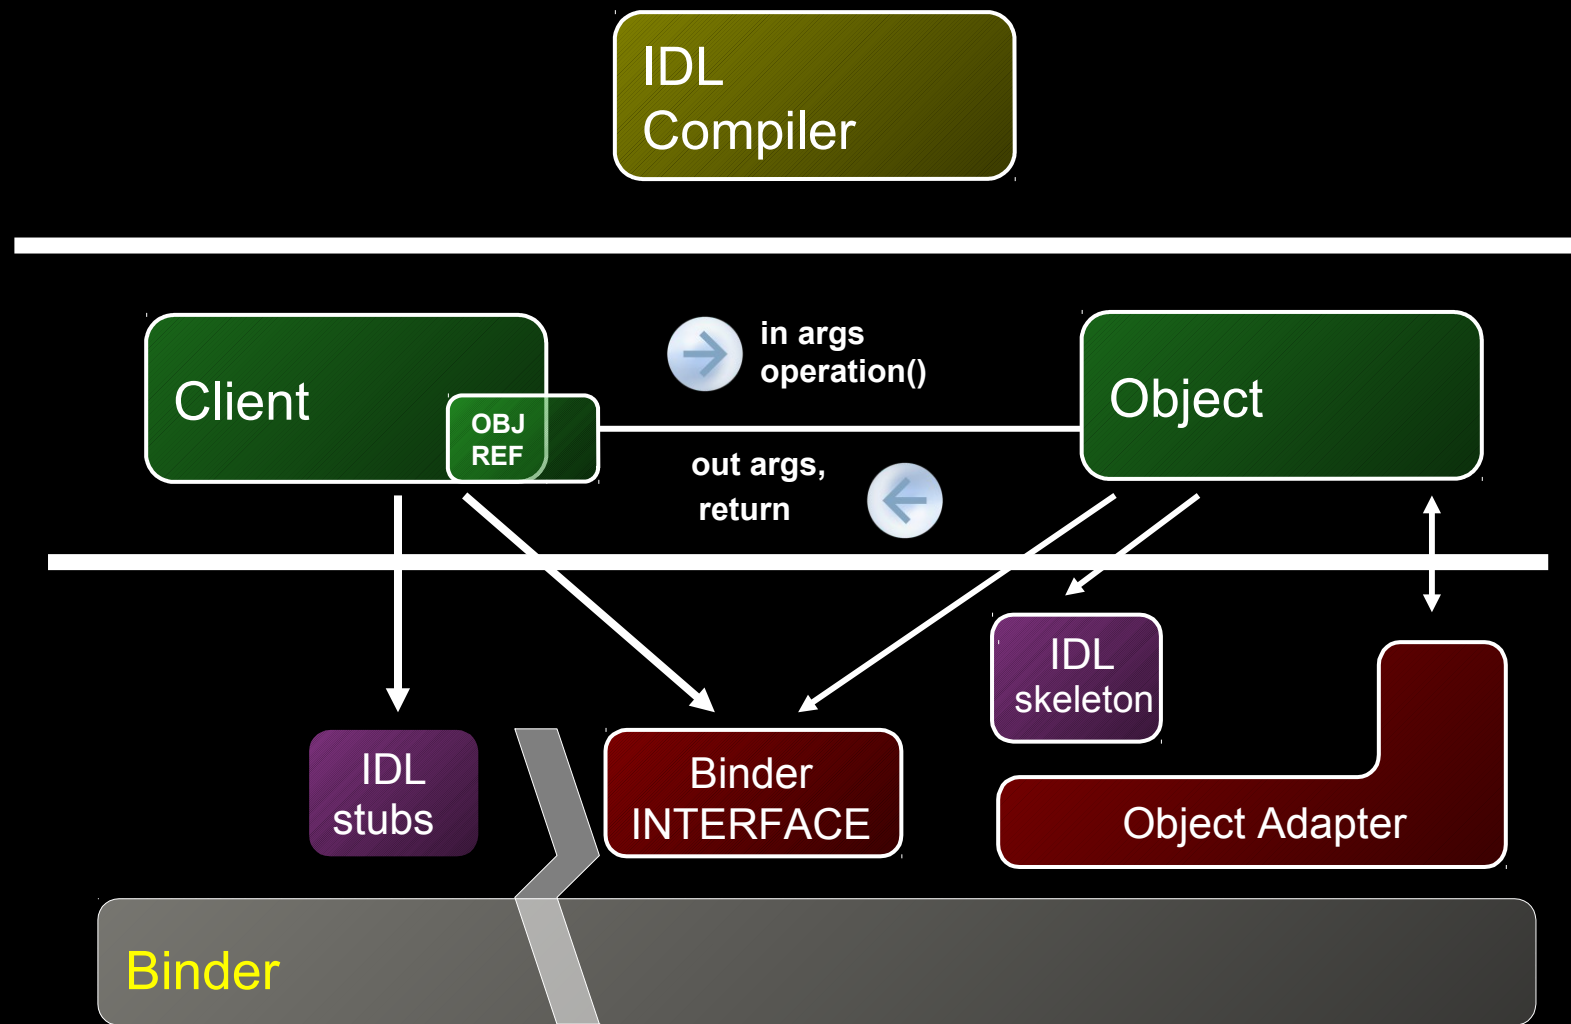 IDL
Compiler
Client
OBJ
REF
in args
operation()
out args,
return
Object
IDL
stubs
Binder
INTERFACE
IDL
skeleton
Object Adapter
Binder